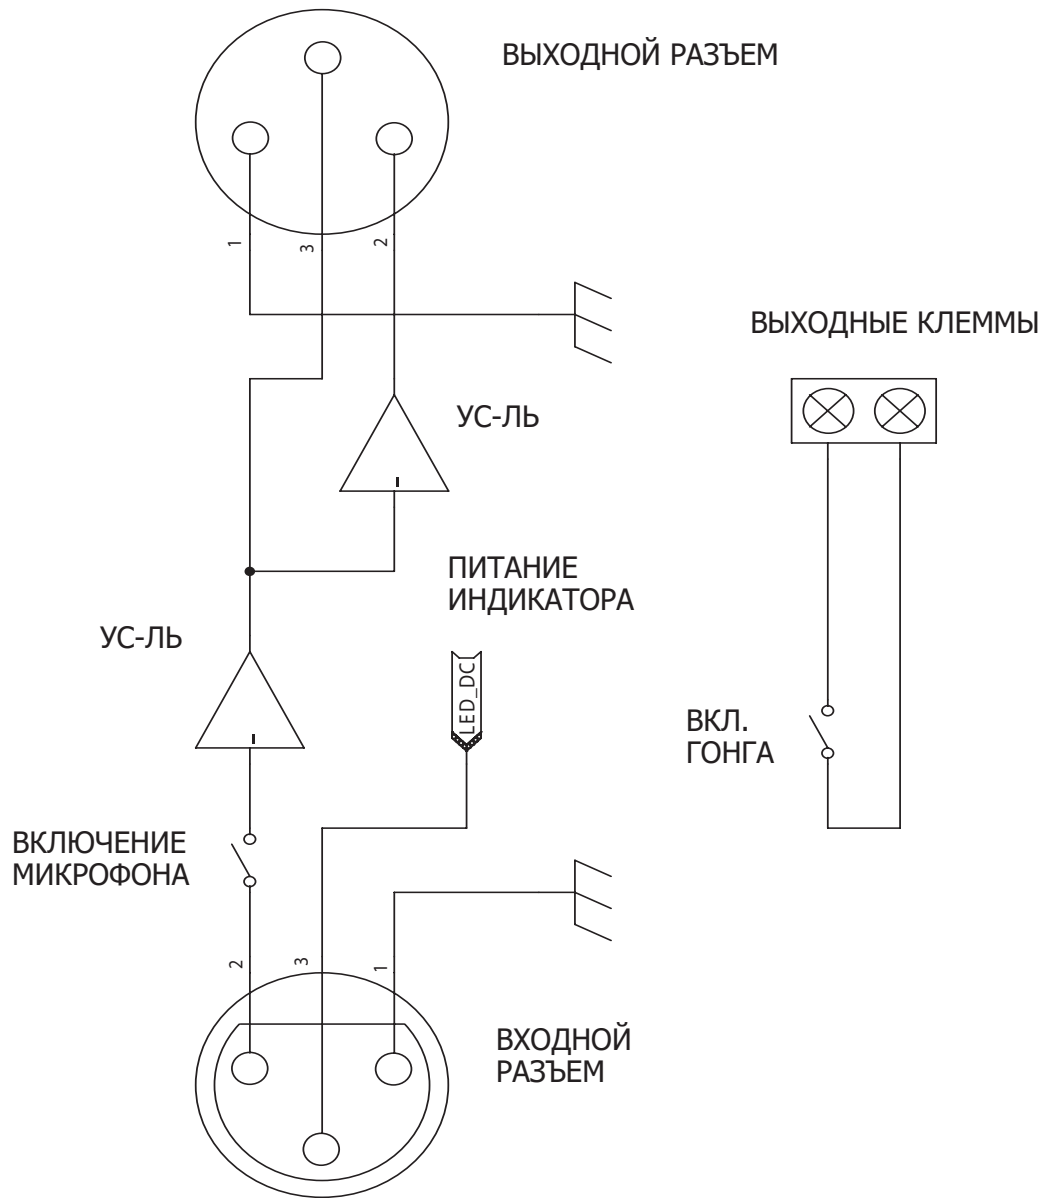 ВЫХОДНОЙ РАЗЪЕМ
1
3
2
ВЫХОДНЫЕ КЛЕММЫ
УС-ЛЬ
ПИТАНИЕ
ИНДИКАТОРА
УС-ЛЬ
LED_DC
ВКЛ.
ГОНГА
ВКЛЮЧЕНИЕ
МИКРОФОНА
2
3
1
ВХОДНОЙ
РАЗЪЕМ